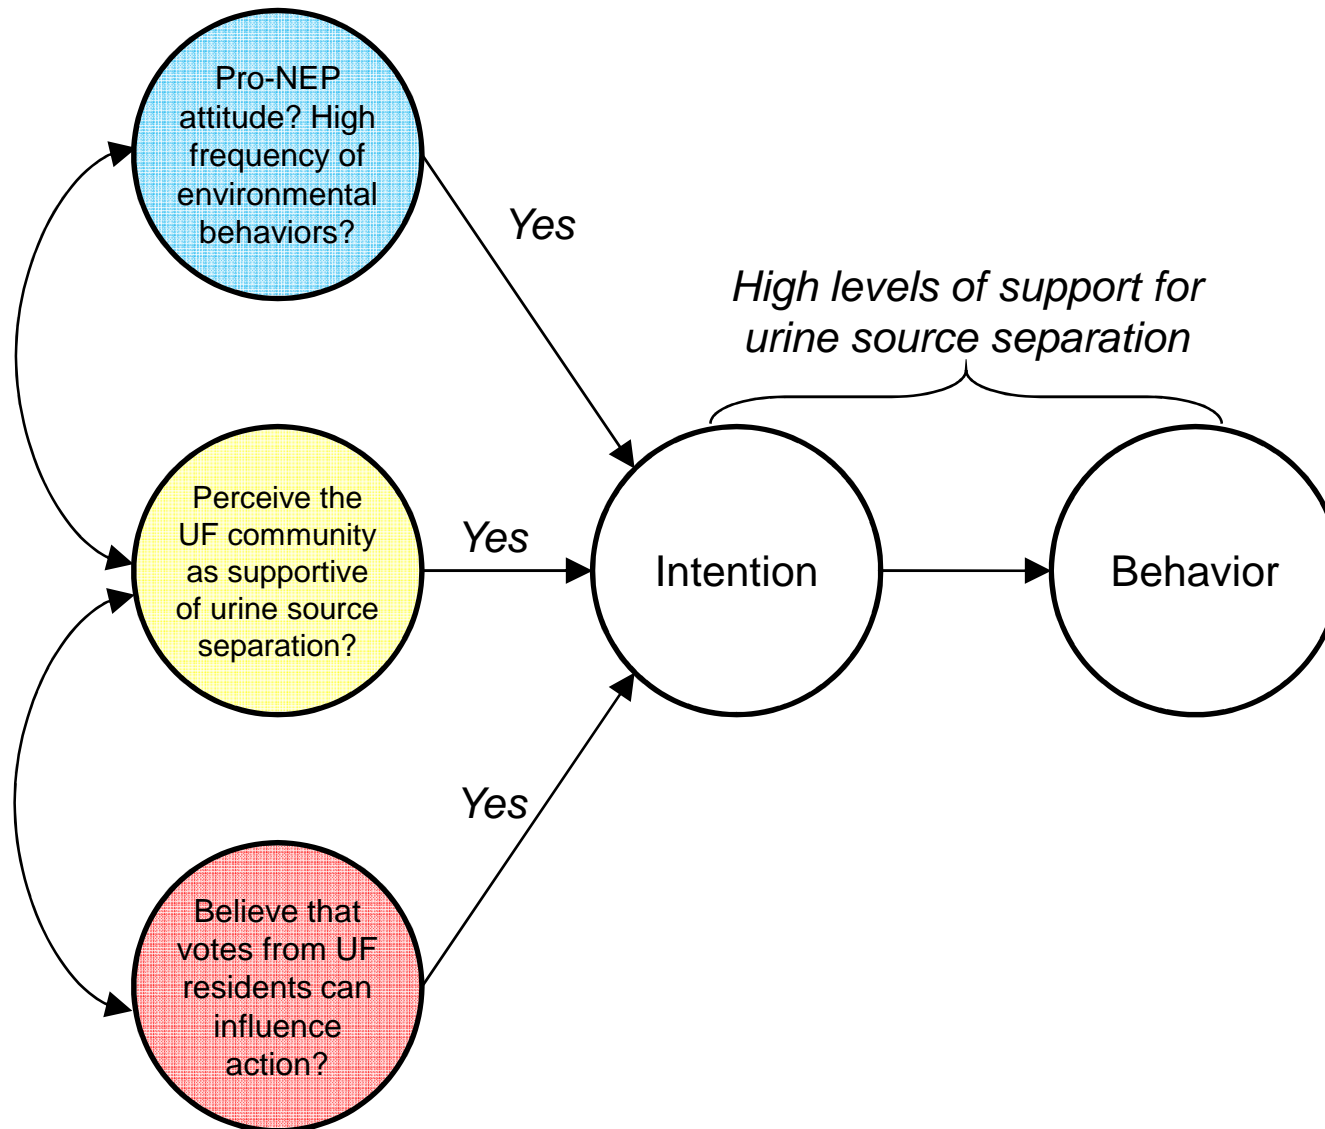 Pro-NEP
attitude? High
frequency of
environmental
behaviors?
Yes
High levels of support for
urine source separation
Perceive the
UF community
as supportive
of urine source
separation?
Yes
Intention
Behavior
Yes
Believe that
votes from UF
residents can
influence
action?